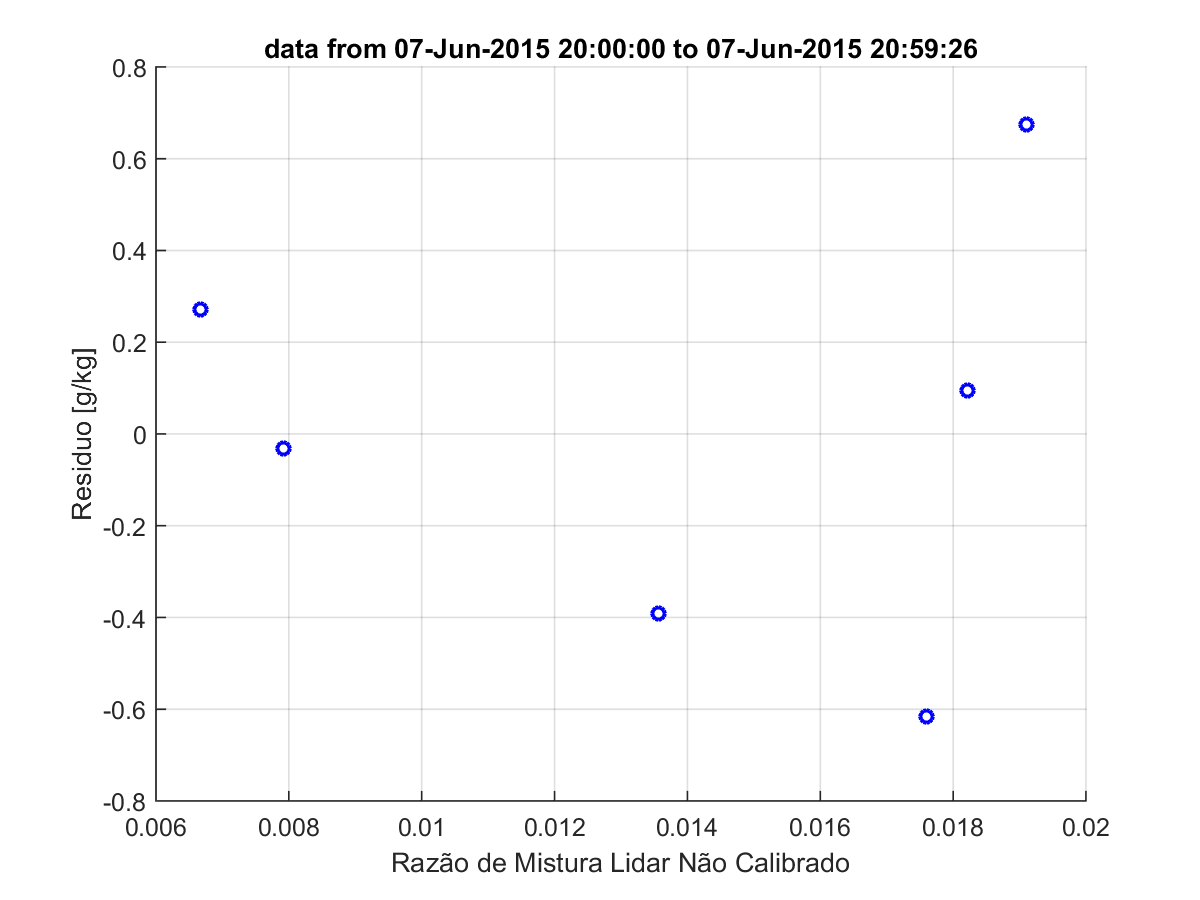 data from 07-Jun-2015 20:00:00 to 07-Jun-2015 20:59:26
0.8
0.6
0.4
0.2
0
-0.2
-0.4
-0.6
-0.8
Residuo [g/kg]
0.006 0.008 0.01 0.012 0.014 0.016 0.018 0.02
Razão de Mistura Lidar Não Calibrado